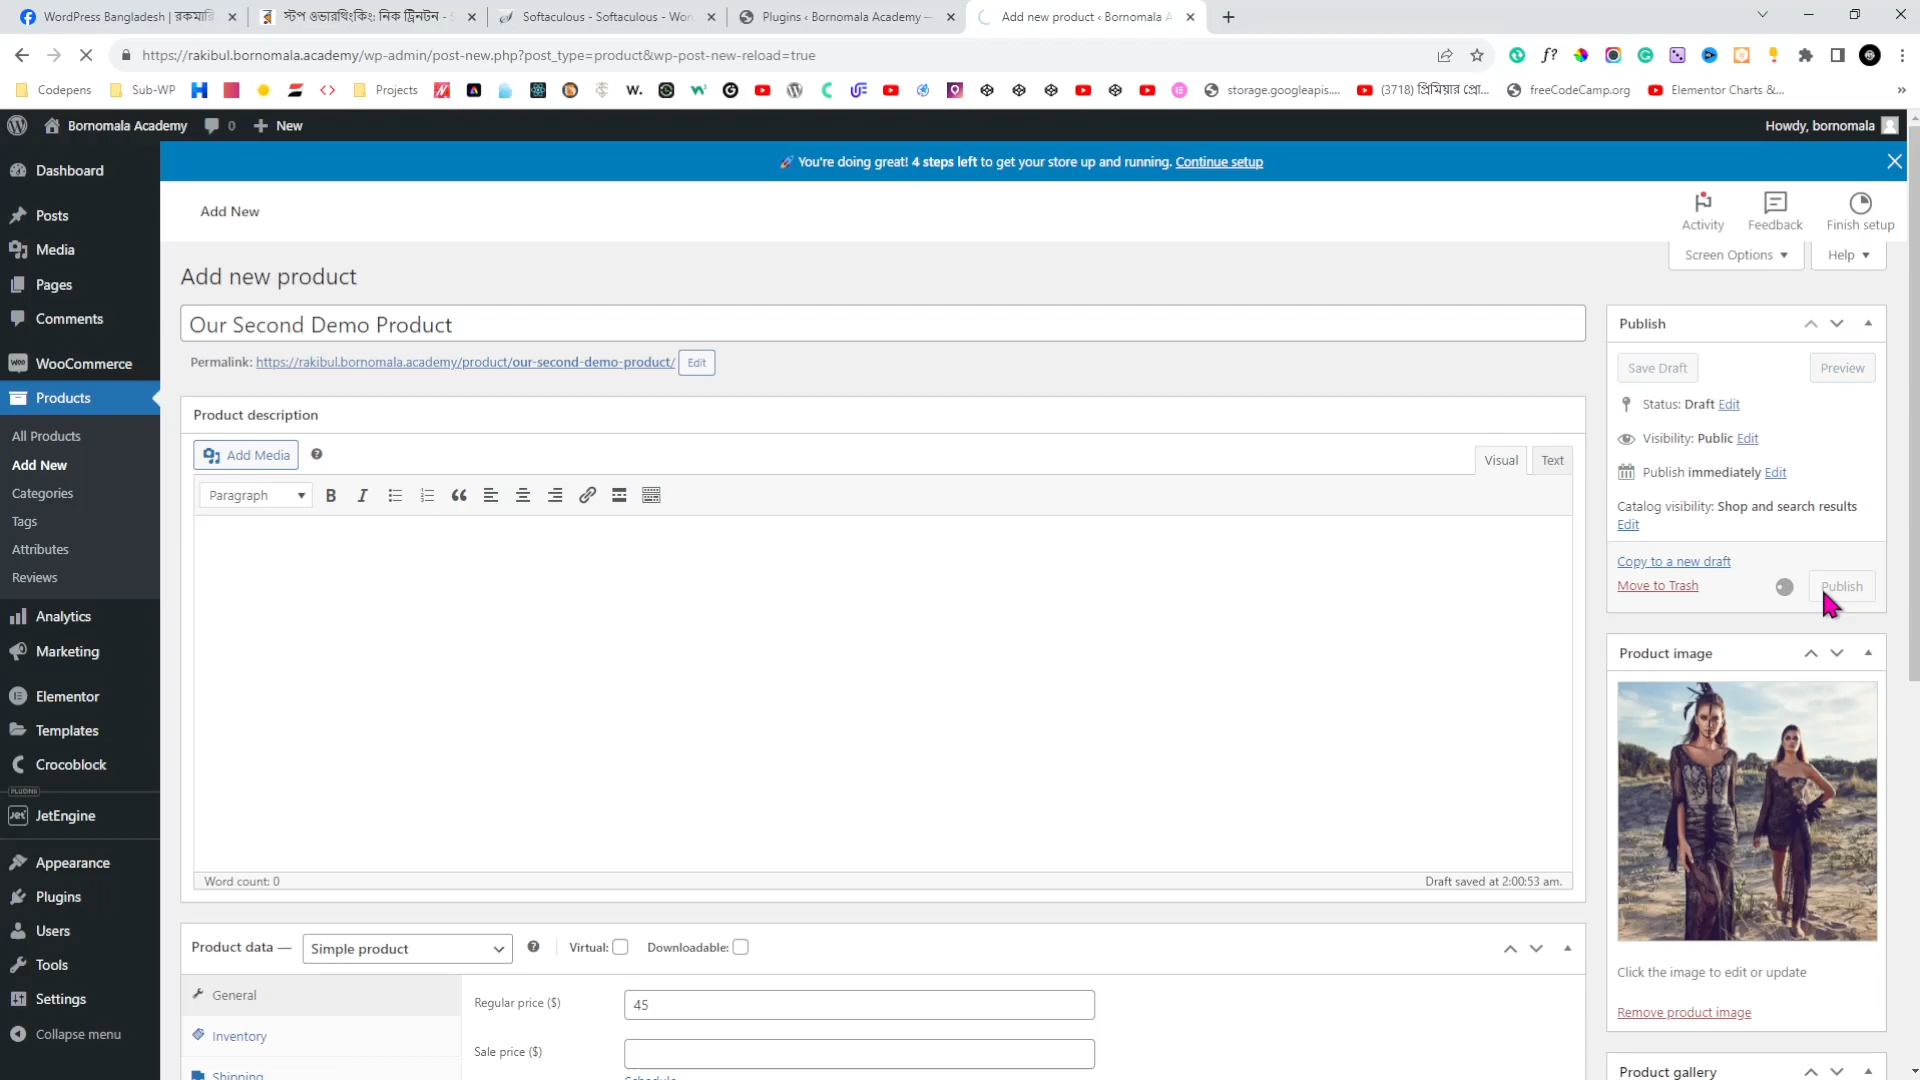 WordPress Bangladesh | রকমারি
স্টপ ওভারথিংকিং: নিক ট্রিনটন - S
Softaculous - Softaculous - Wor
Plugins ‹ Bornomala Academy —
Add new product ‹ Bornomala A
https://rakibul.bornomala.academy/wp-admin/post-new.php?post_type=product&wp-post-new-reload=true
Codepens
Sub-WP
Projects
storage.googleapis....
(3718) প্রিমিয়ার প্রো...
freeCodeCamp.org
Elementor Charts &...
Bornomala Academy
0
New
Howdy, bornomala
🚀 You're doing great! 4 steps left to get your store up and running. Continue setup
Dashboard
Posts
Media
Pages
Comments
WooCommerce
Products
All Products
Add New
Categories
Tags
Attributes
Reviews
Analytics
Marketing
Elementor
Templates
Crocoblock
PLUGINS
JetEngine
Appearance
Plugins
Users
Tools
Settings
Collapse menu
Add New
Activity
Feedback
Finish setup
Screen Options
Help
Add new product
Our Second Demo Product
Permalink: https://rakibul.bornomala.academy/product/our-second-demo-product/ Edit
Product description
Add Media
Visual
Text
Paragraph
Word count: 0
Draft saved at 2:00:53 am.
Product data — Simple product
Virtual:
Downloadable:
General
Inventory
Shipping
Regular price ($)
45
Sale price ($)
Schedule
Publish
Save Draft
Preview
Status: Draft Edit
Visibility: Public Edit
Publish immediately Edit
Catalog visibility: Shop and search results
Edit
Copy to a new draft
Move to Trash
Publish
Product image
Click the image to edit or update
Remove product image
Product gallery